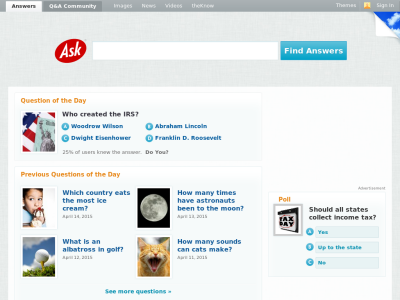 Answers Q&A Community Images News Videos theKnow Themes Sign In
Ask Find Answers
Question of the Day
Who created the IRS?
A Woodrow Wilson B Abraham Lincoln
C Dwight Eisenhower D Franklin D. Roosevelt
25% of users knew the answer. Do You?
Previous Questions of the Day
Which country eats the most ice cream?
April 14, 2015
How many times have astronauts been to the moon?
April 13, 2015
What is an albatross in golf?
April 12, 2015
How many sounds can cats make?
April 11, 2015
See more questions »
Advertisement
Poll
TAX DAY
Should all states collect income tax?
A Yes
B Up to the state
C No